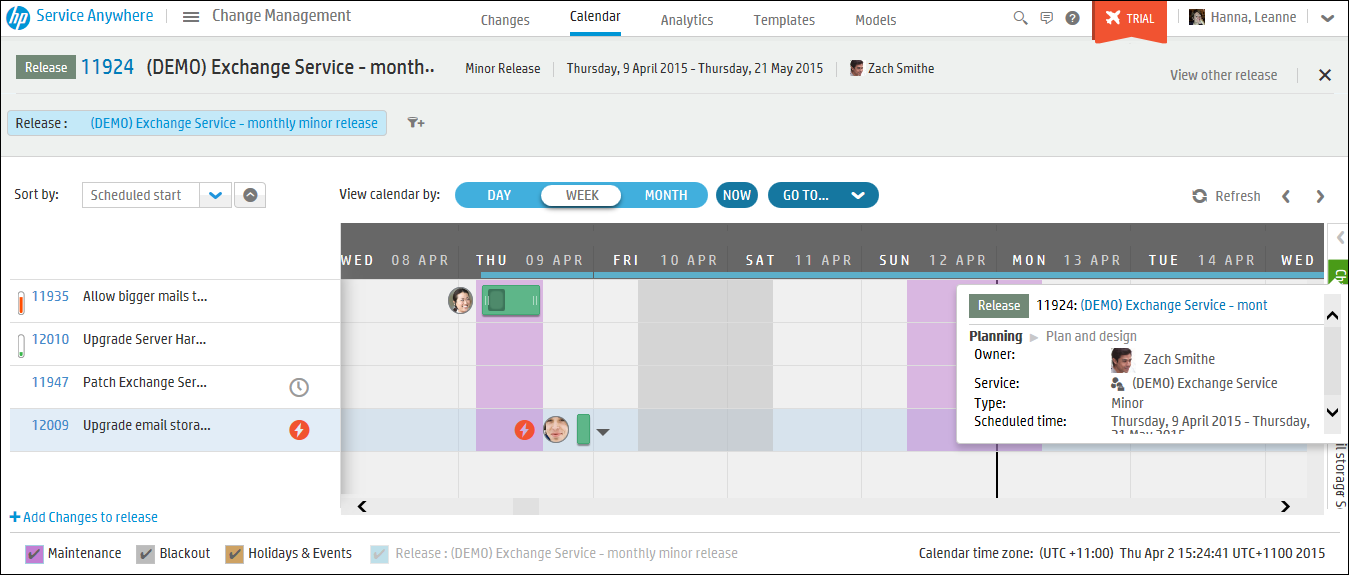 hp Service Anywhere Change Management Changes Calendar Analytics Templates Models TRIAL Hanna, Leanne
Release 11924 (DEMO) Exchange Service - month.. Minor Release Thursday, 9 April 2015 - Thursday, 21 May 2015 Zach Smithe View other release
Release : (DEMO) Exchange Service - monthly minor release
Sort by: Scheduled start View calendar by: DAY WEEK MONTH NOW GO TO... Refresh
WED 08 APR THU 09 APR FRI 10 APR SAT 11 APR SUN 12 APR MON 13 APR TUE 14 APR WED
11935 Allow bigger mails t...
12010 Upgrade Server Har...
11947 Patch Exchange Ser...
12009 Upgrade email stora...
Release 11924: (DEMO) Exchange Service - mont
Planning Plan and design
Owner: Zach Smithe
Service: (DEMO) Exchange Service
Type: Minor
Scheduled time: Thursday, 9 April 2015 - Thursday,
21 May 2015
storage S
+ Add Changes to release
Maintenance Blackout Holidays & Events Release : (DEMO) Exchange Service - monthly minor release Calendar time zone: (UTC +11:00) Thu Apr 2 15:24:41 UTC+1100 2015